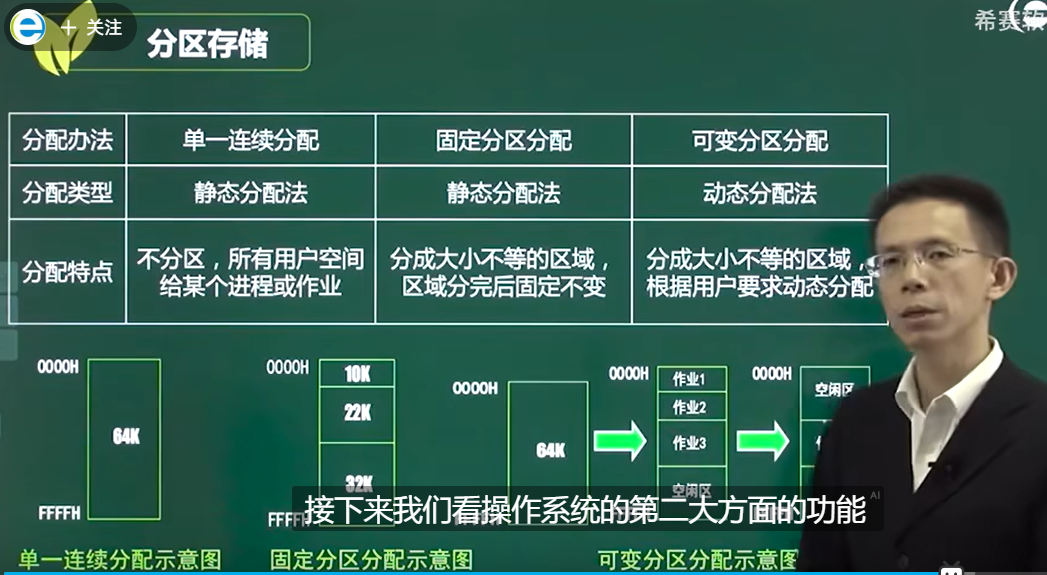 + 关注
希赛软
分区存储
分配办法 单一连续分配 固定分区分配 可变分区分配
分配类型 静态分配法 静态分配法 动态分配法
分配特点
不分区，所有用户空间
给某个进程或作业
分成大小不等的区域，
区域分完后固定不变
分成大小不等的区域，
根据用户要求动态分配
0000H
64K
FFFFH
单一连续分配示意图
0000H
10K
22K
32K
FFFF
固定分区分配示意图
0000H
64K
0000H
作业1
作业2
作业3
空闲区
0000H
空闲区
可变分区分配示意图
接下来我们看操作系统的第二大方面的功能
AI